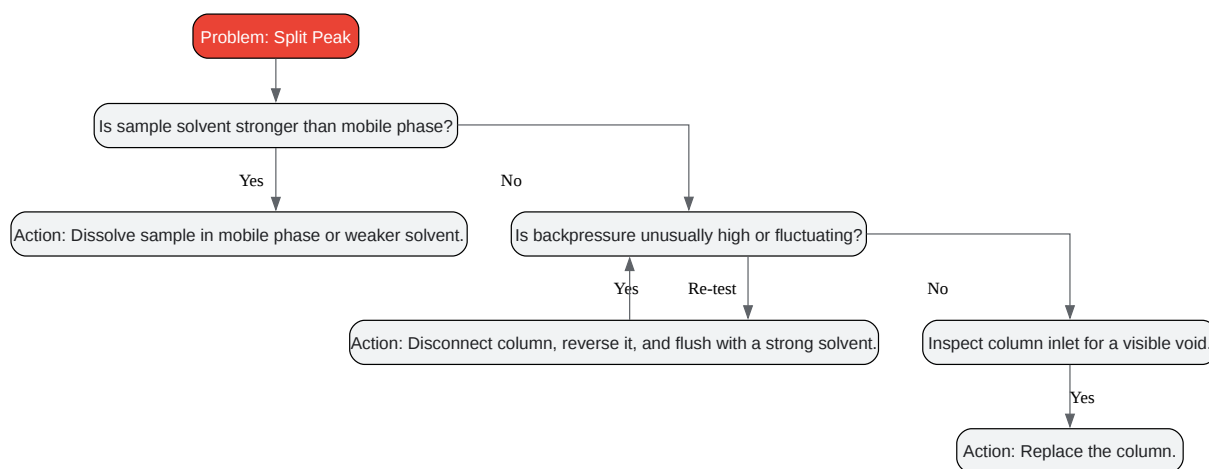 Problem: Split Peak
Is sample solvent stronger than mobile phase?
Yes
No
Action: Dissolve sample in mobile phase or weaker solvent.
Is backpressure unusually high or fluctuating?
Yes
Re-test
No
Action: Disconnect column, reverse it, and flush with a strong solvent.
Inspect column inlet for a visible void.
Yes
Action: Replace the column.